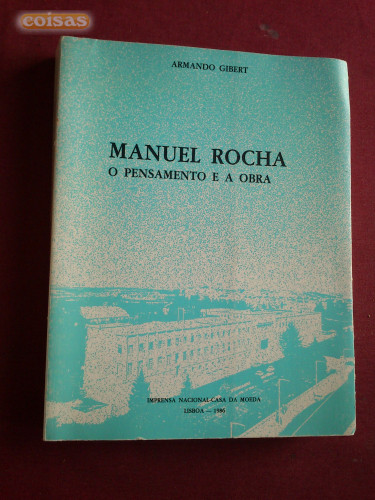 coisas
ARMANDO GIBERT
MANUEL ROCHA
O PENSAMENTO E A OBRA
IMPRENSA NACIONAL-CASA DA MOEDA
LISBOA — 1986